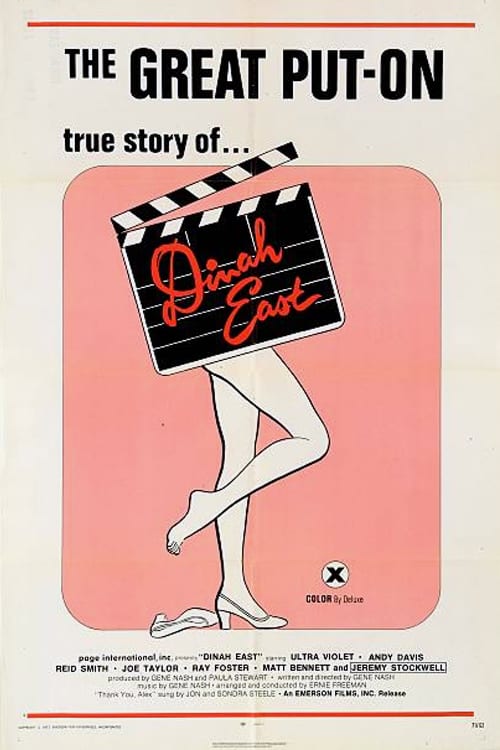 THE GREAT PUT-ON
true story of...
Dinah
East
X
COLOR By Deluxe
page international, inc. presents "DINAH EAST" starring ULTRA VIOLET • ANDY DAVIS
REID SMITH • JOE TAYLOR • RAY FOSTER • MATT BENNETT and JEREMY STOCKWELL
produced by GENE NASH and PAULA STEWART • written and directed by GENE NASH
music by GENE NASH • arranged and conducted by ERNIE FREEMAN
"Thank You, Alex" sung by JON and SONDRA STEELE • An EMERSON FILMS, INC. Release